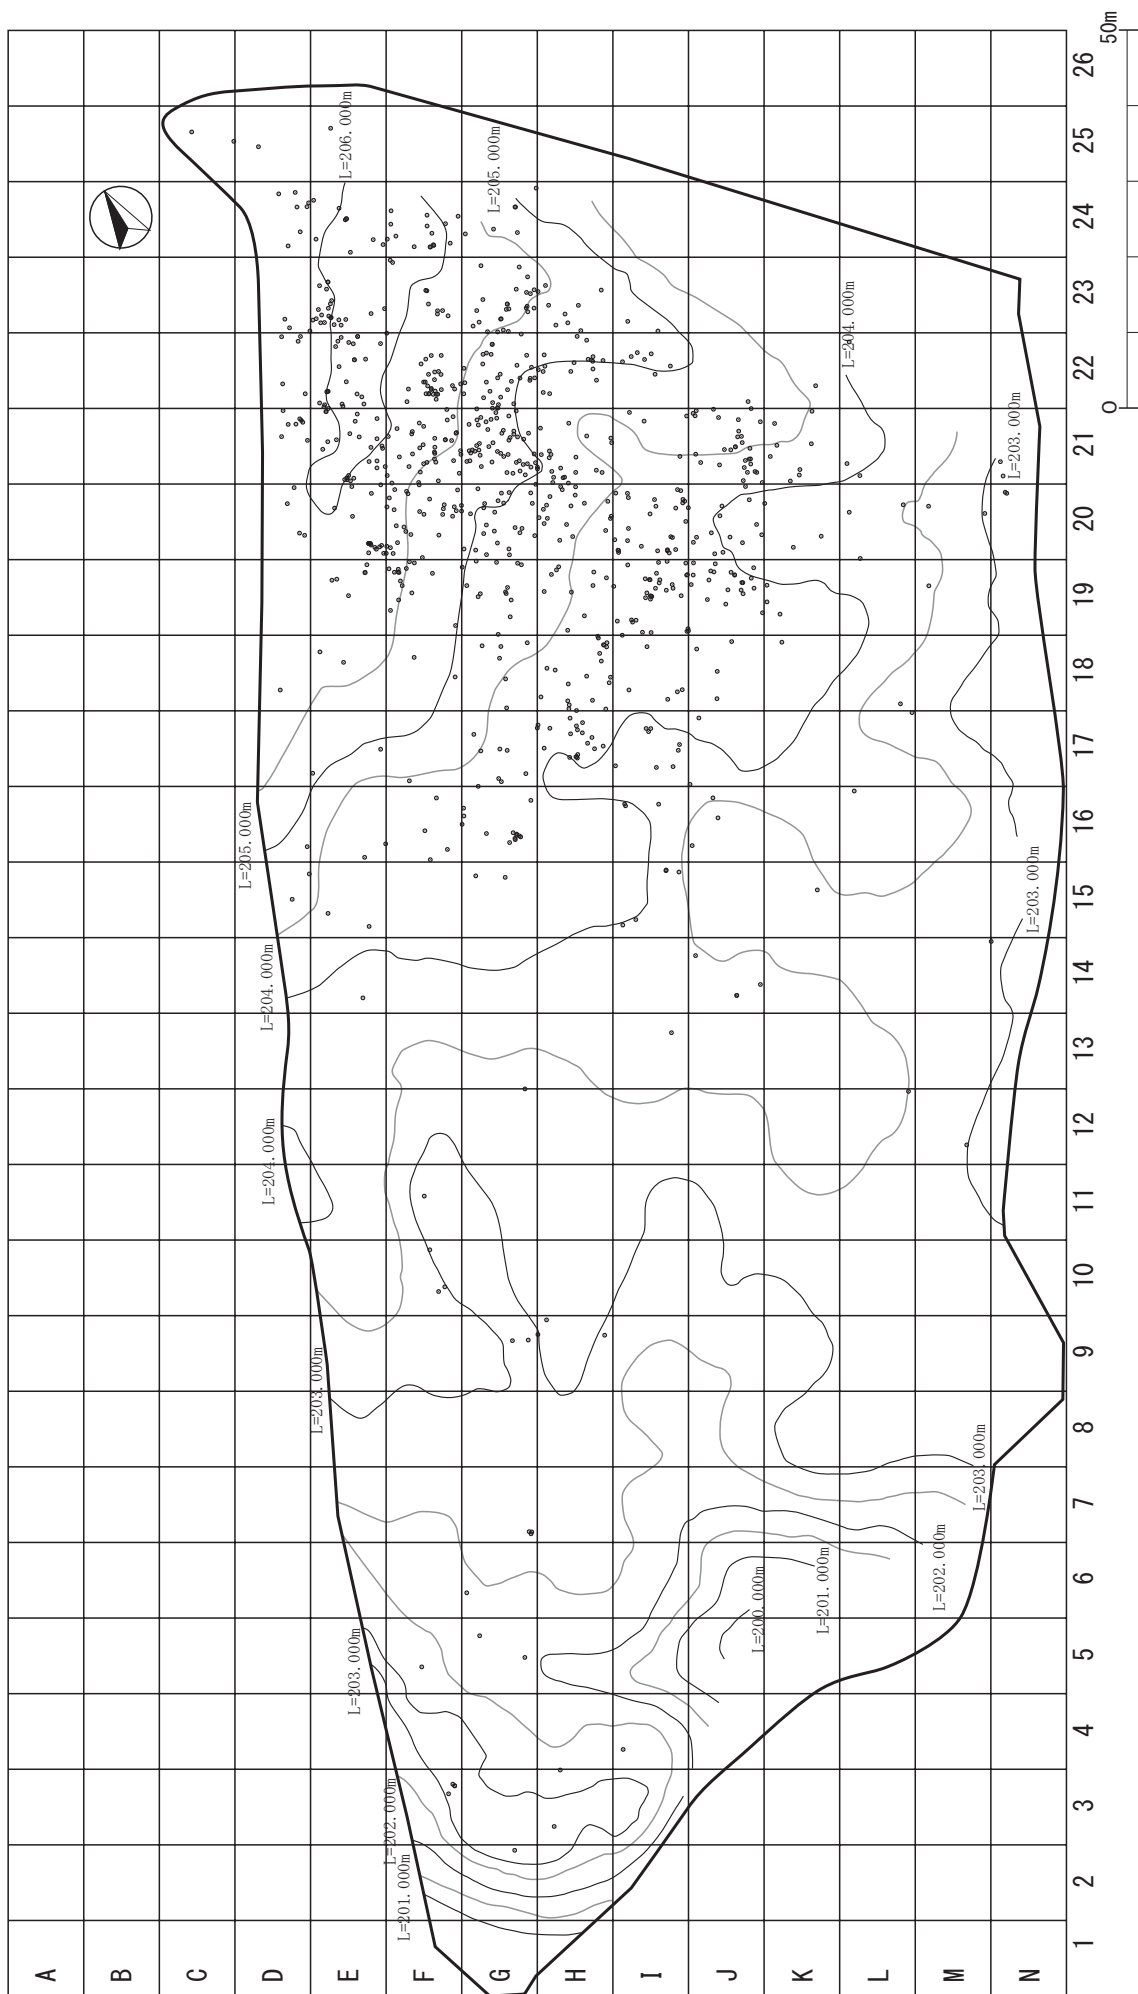 50m
0
26
25
24
23
22
21
20
19
18
17
16
15
14
13
12
11
10
9
8
7
6
5
4
3
2
1
A
B
C
D
E
F
G
H
I
J
K
L
M
N
L=206.000m
L=205.000m
L=204.000m
L=203.000m
L=205.000m
L=204.000m
L=203.000m
L=204.000m
L=203.000m
L=203.000m
L=202.000m
L=201.000m
L=200.000m
L=203.000m
L=202.000m
L=201.000m